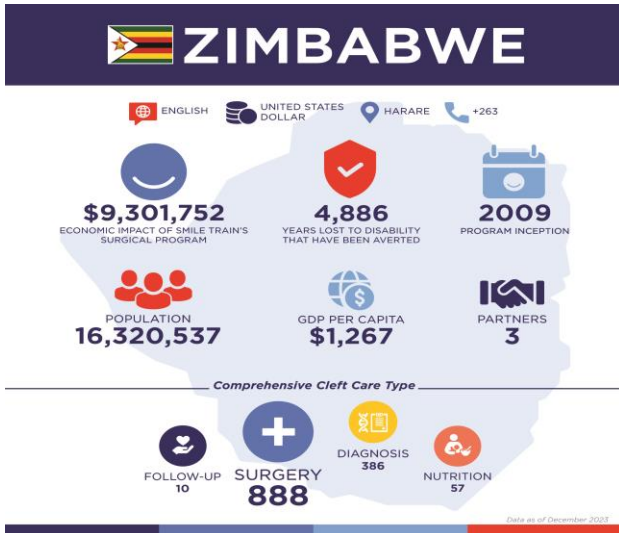 ZIMBABWE
ENGLISH
UNITED STATES
DOLLAR
HARARE
+263
$9,301,752
ECONOMIC IMPACT OF SMILE TRAIN'S
SURGICAL PROGRAM
4,886
YEARS LOST TO DISABILITY
THAT HAVE BEEN AVERTED
2009
PROGRAM INCEPTION
POPULATION
16,320,537
$
GDP PER CAPITA
$1,267
PARTNERS
3
Comprehensive Cleft Care Type
FOLLOW-UP
10
SURGERY
888
DIAGNOSIS
386
NUTRITION
57
Data as of December 2023